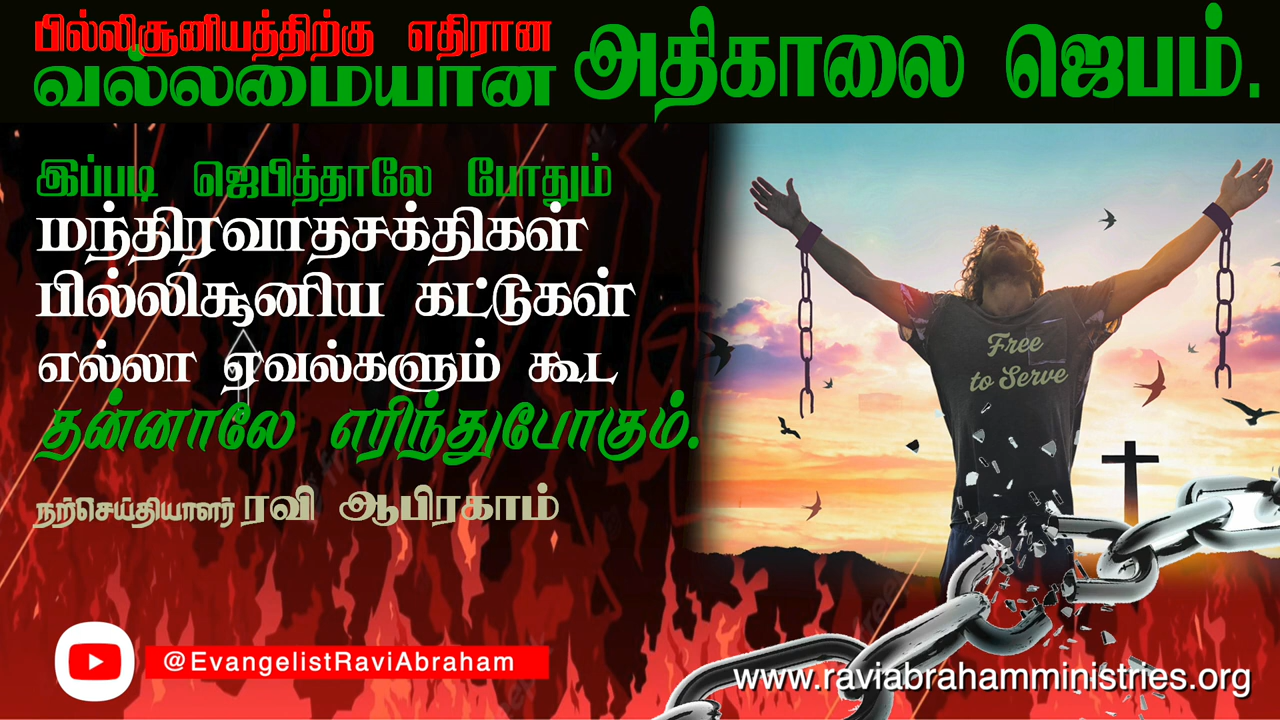 பில்லிசூனியத்திற்கு எதிரான
வல்லமையான அதிகாலை ஜெபம்.
இப்படி ஜெபித்தாலே போதும்
மந்திரவாதசக்திகள்
பில்லிசூனிய கட்டுகள்
எல்லா ஏவல்களும் கூட
தன்னாலே எரிந்துபோகும்.
நற்செய்தியாளர் ரவி ஆபிரகாம்
Free
to Serve
@EvangelistRaviAbraham
www.raviabrahamministries.org